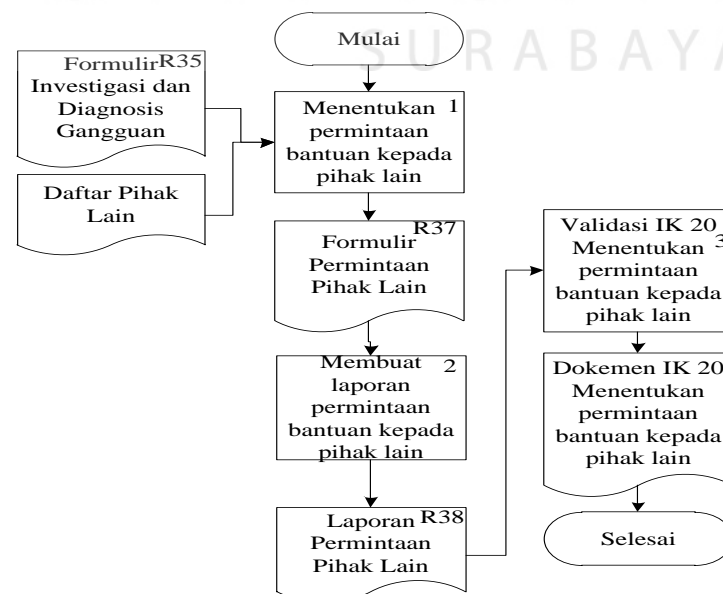 SURABAYA
Mulai
Formulir R35
Investigasi dan
Diagnosis
Gangguan
Menentukan 1
permintaan
bantuan kepada
pihak lain
Daftar Pihak
Lain
R37
Formulir
Permintaan
Pihak Lain
Membuat 2
laporan
permintaan
bantuan kepada
pihak lain
Laporan R38
Permintaan
Pihak Lain
Validasi IK 20
Menentukan 3
permintaan
bantuan kepada
pihak lain
Dokemen IK 20
Menentukan
permintaan
bantuan kepada
pihak lain
Selesai